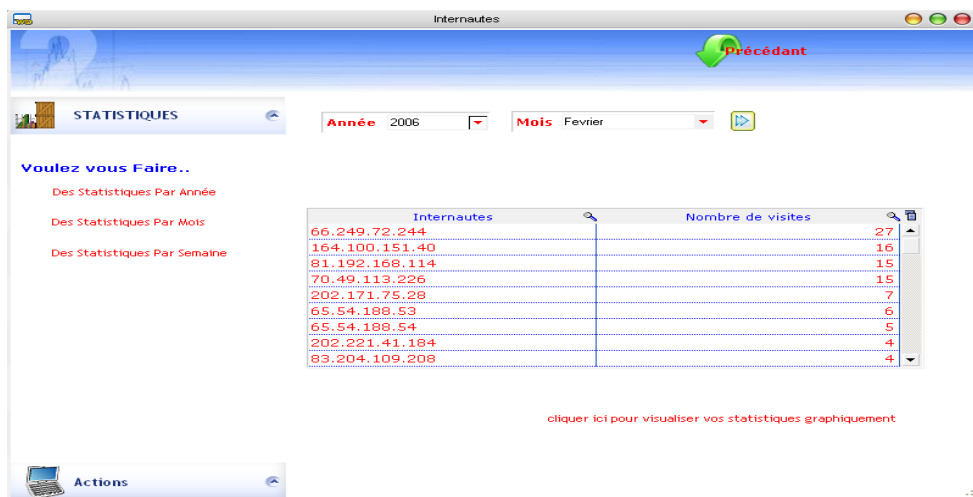 Internautes
Précédant
STATISTIQUES
Année 2006 Mois Fevrier
Voulez vous Faire..
Des Statistiques Par Année
Des Statistiques Par Mois
Des Statistiques Par Semaine
Internautes Nombre de visites
66.249.72.244 27
164.100.151.40 16
81.192.168.114 15
70.49.113.226 15
202.171.75.28 7
65.54.188.53 6
65.54.188.54 5
202.221.41.184 4
83.204.109.208 4
cliquer ici pour visualiser vos statistiques graphiquement
Actions